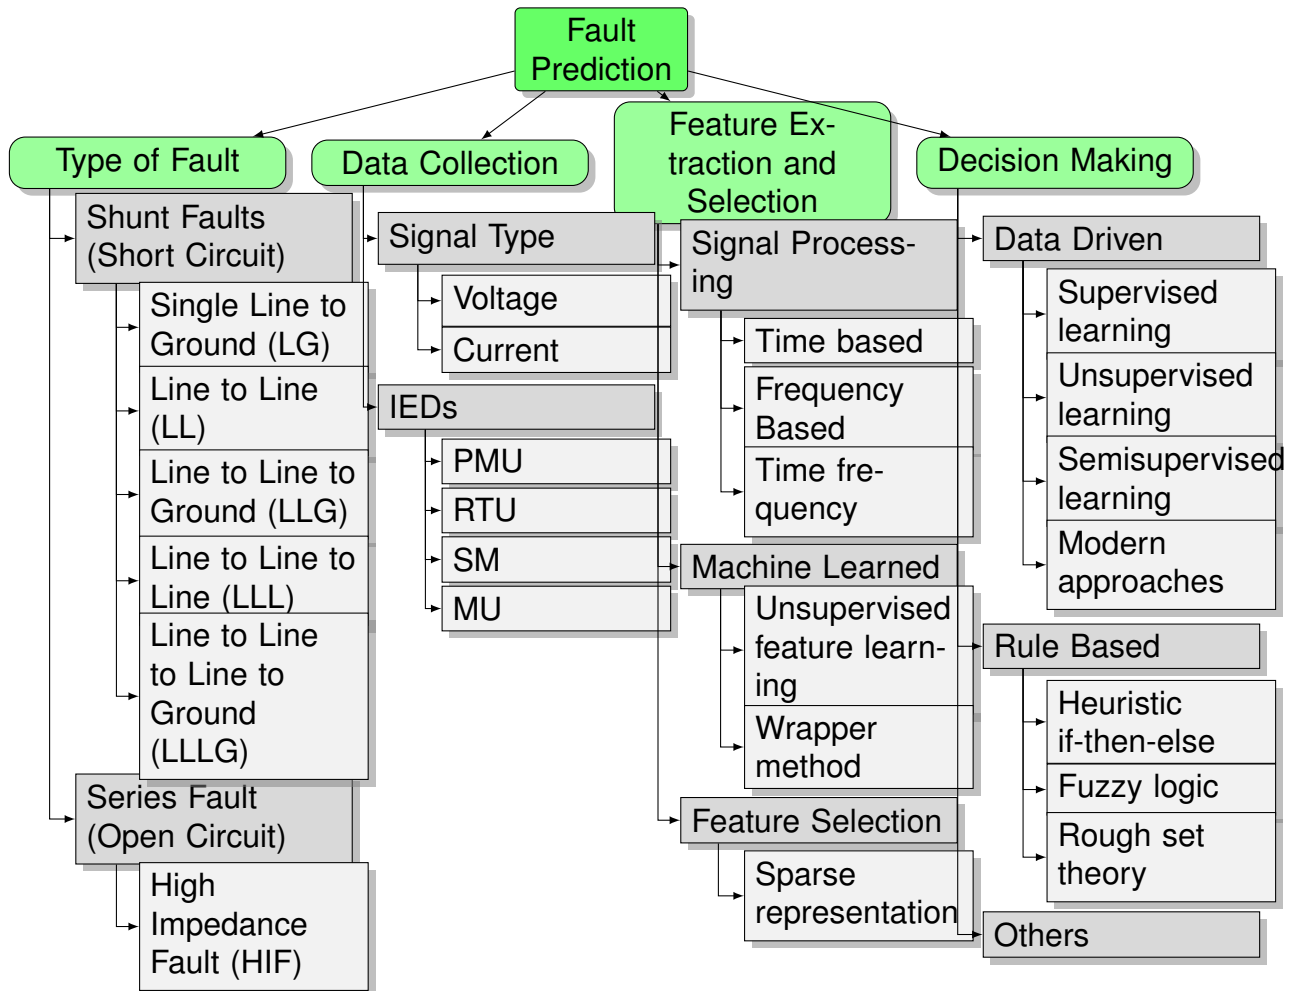 Fault
Prediction
Type of Fault
Shunt Faults
(Short Circuit)
Single Line to
Ground (LG)
Line to Line
(LL)
Line to Line to
Ground (LLG)
Line to Line to
Line (LLL)
Line to Line
to Line to
Ground
(LLLG)
Series Fault
(Open Circuit)
High
Impedance
Fault (HIF)
Data Collection
Signal Type
Voltage
Current
IEDs
PMU
RTU
SM
MU
Feature Ex-
traction and
Selection
Signal Process-
ing
Time based
Frequency
Based
Time fre-
quency
Machine Learned
Unsupervised
feature learn-
ing
Wrapper
method
Feature Selection
Sparse
representation
Decision Making
Data Driven
Supervised
learning
Unsupervised
learning
Semisupervised
learning
Modern
approaches
Rule Based
Heuristic
if-then-else
Fuzzy logic
Rough set
theory
Others